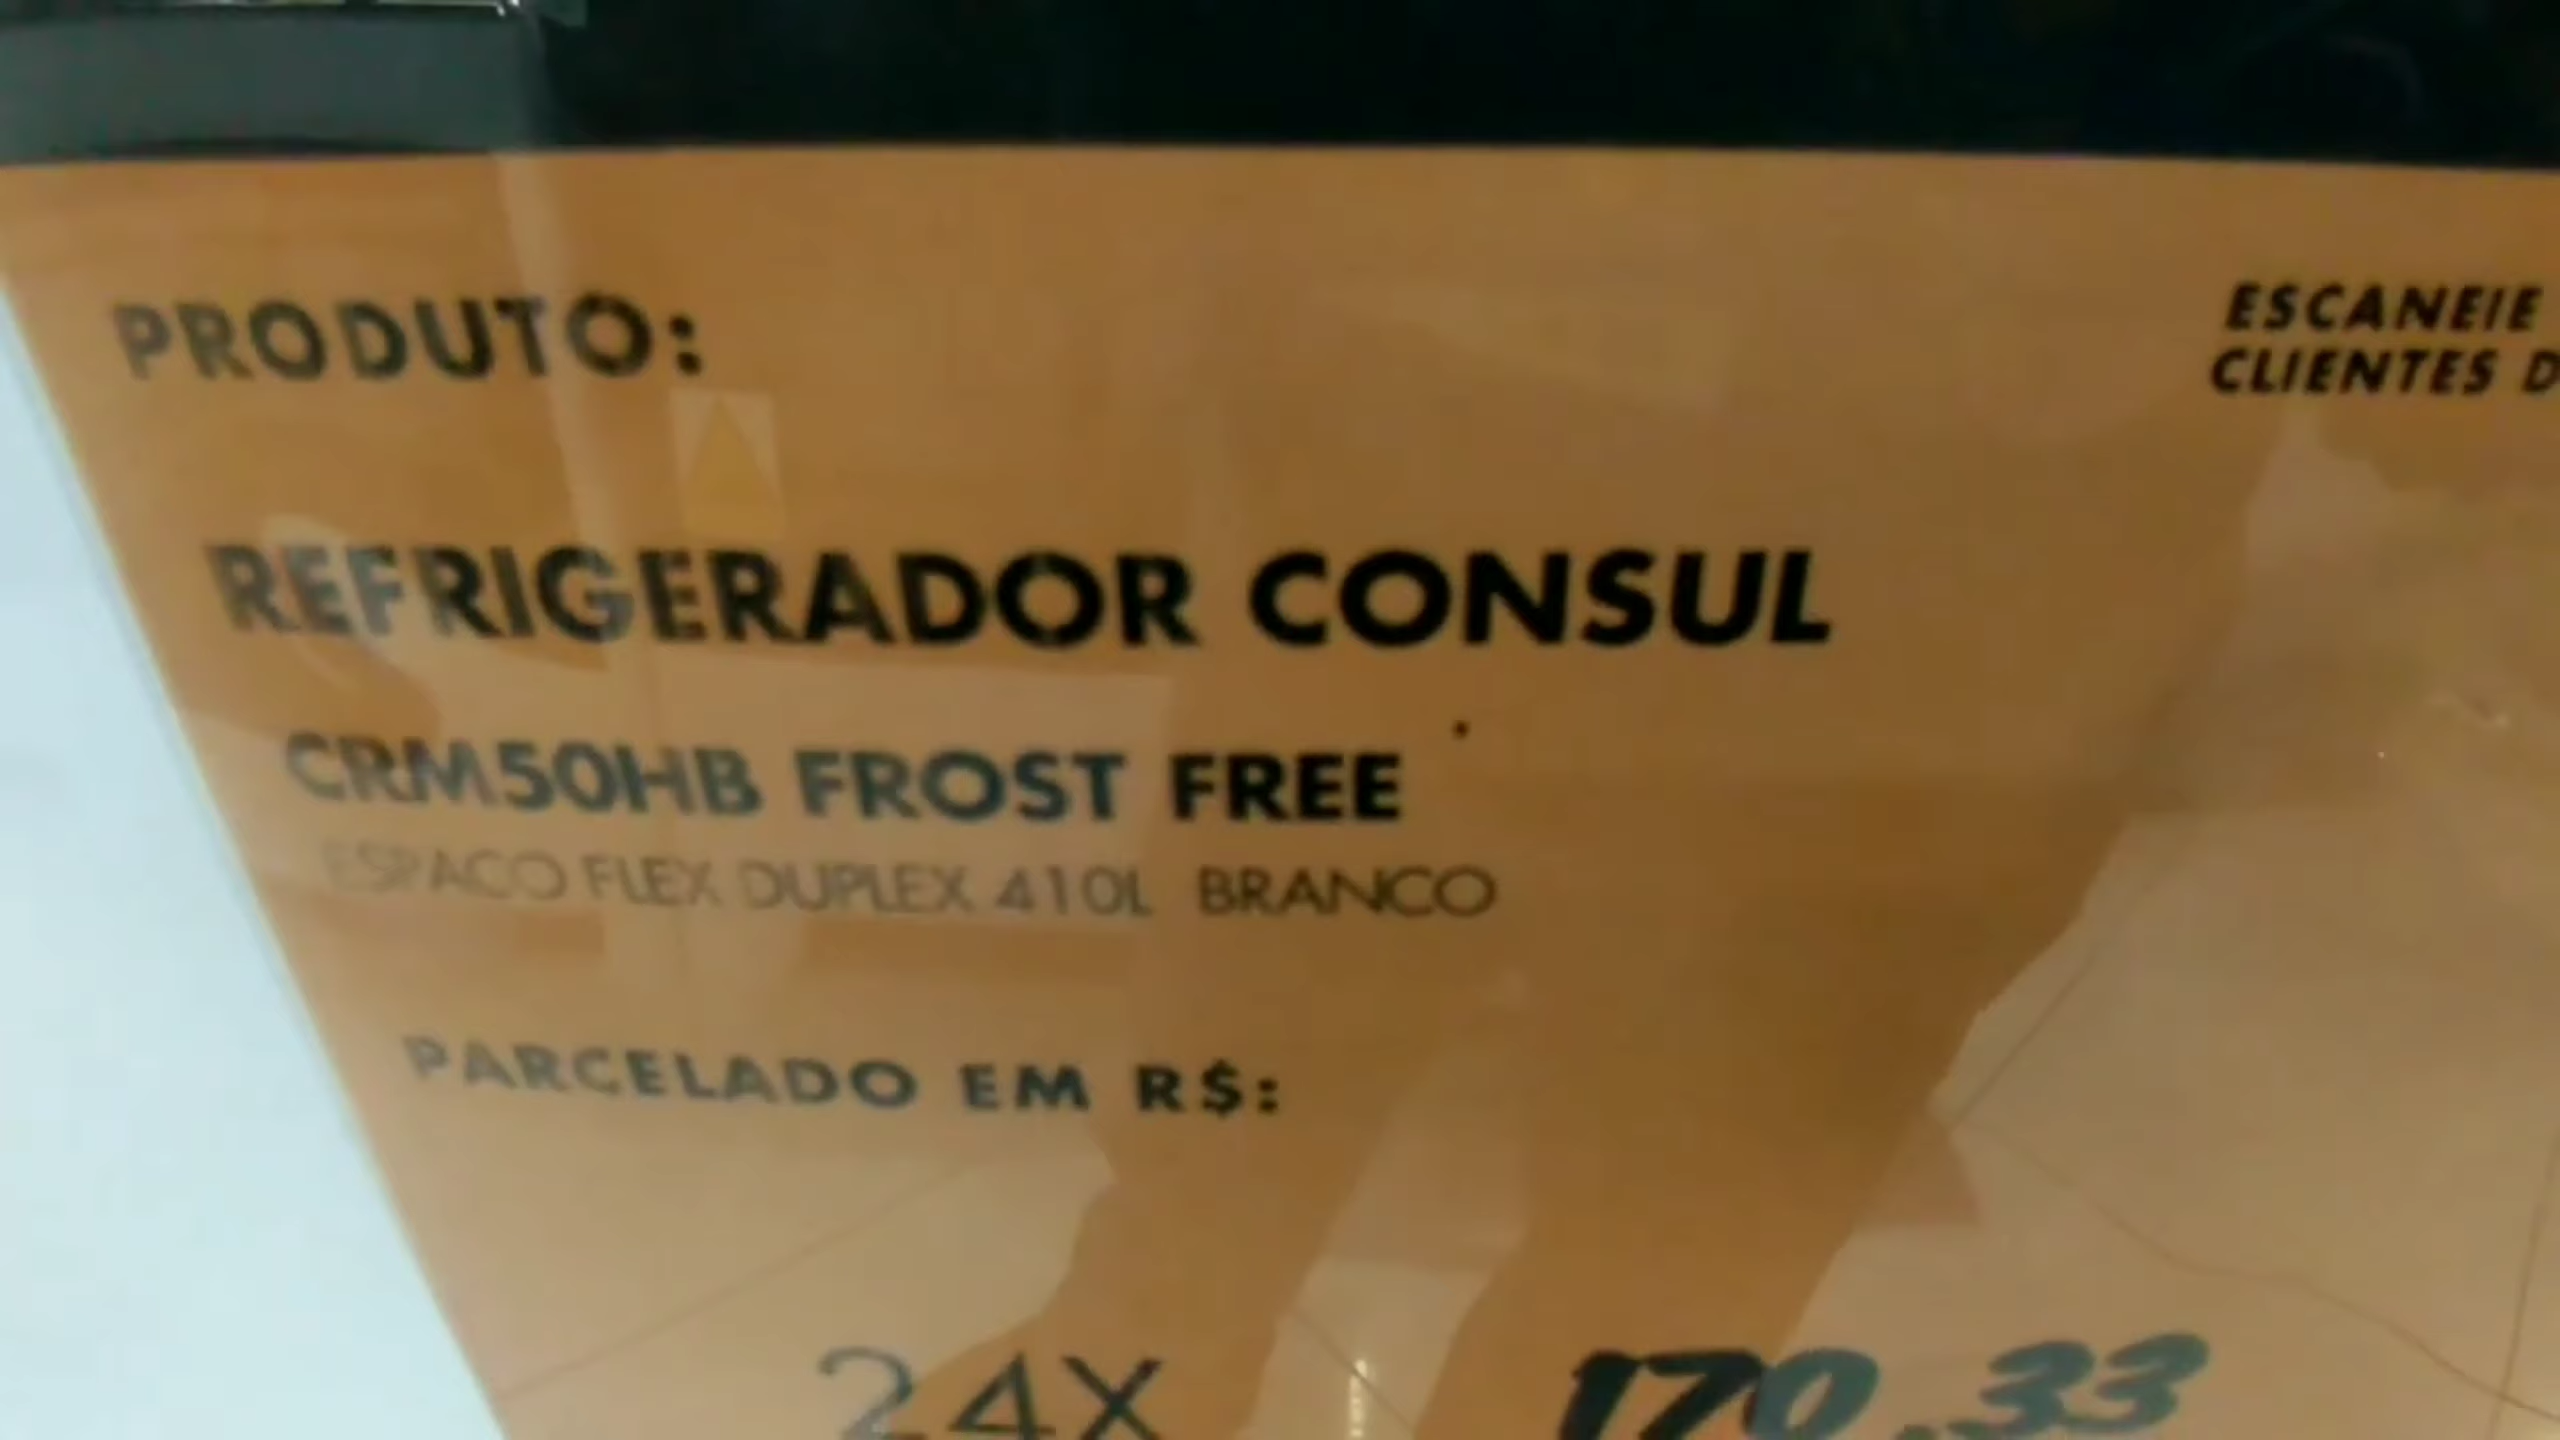 PRODUTO:
ESCANEIE
CLIENTES D
REFRIGERADOR CONSUL
CRM50HB FROST FREE
ESPACO FLEX DUPLEX 410L BRANCO
PARCELADO EM R$:
24X 170,33